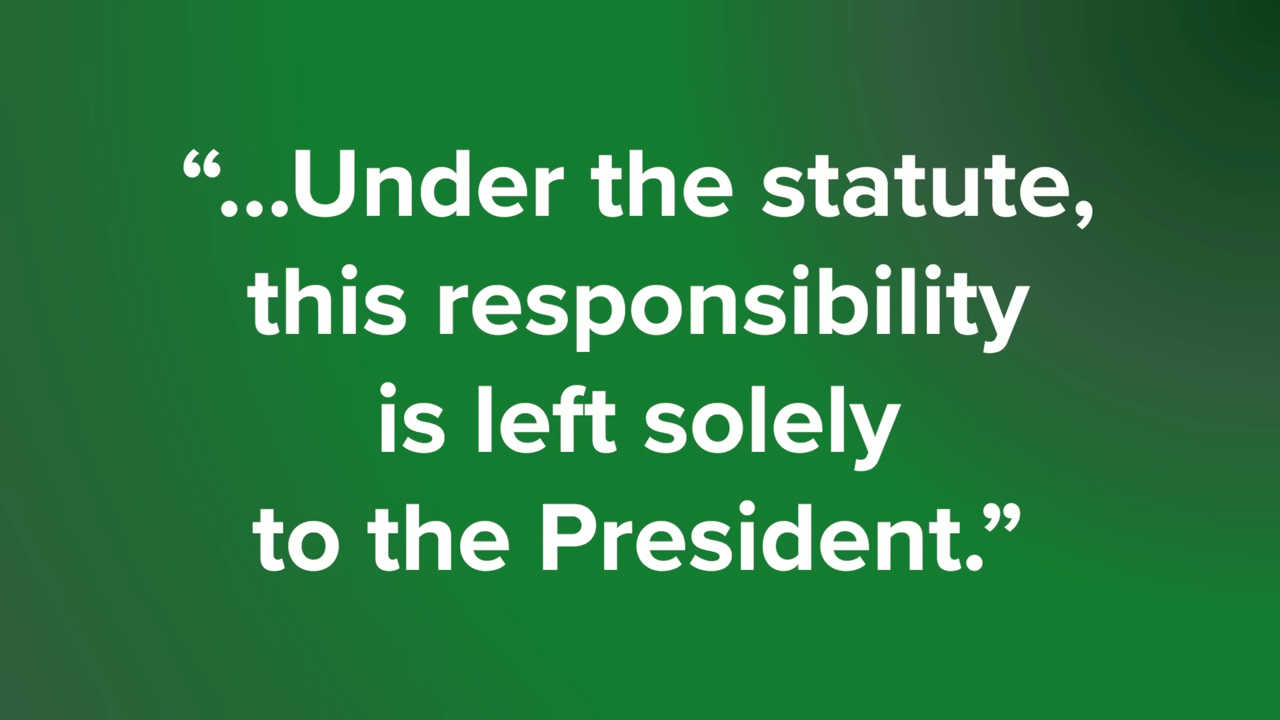 “...Under the statute,
this responsibility
is left solely
to the President.”